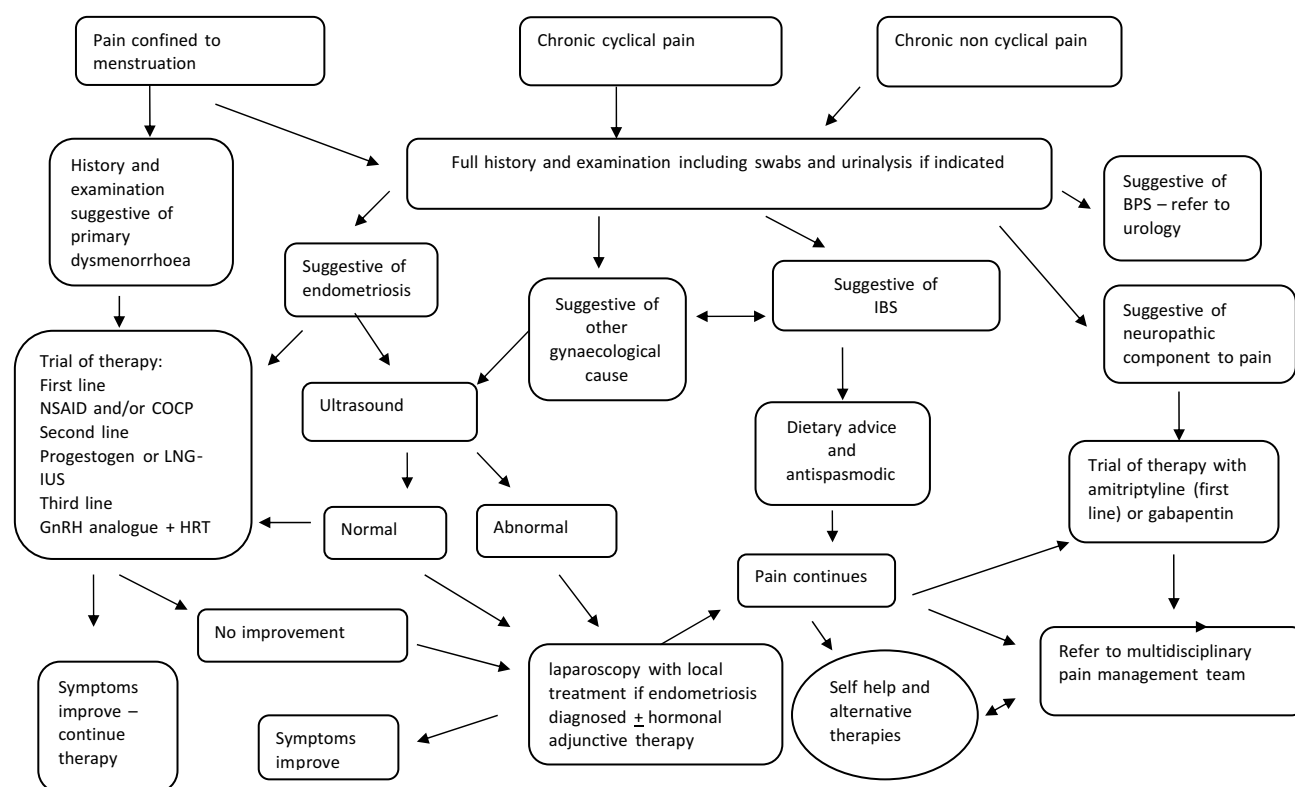 Pain confined to
menstruation
Chronic cyclical pain
Chronic non cyclical pain
History and
examination
suggestive of
primary
dysmenorrhoea
Full history and examination including swabs and urinalysis if indicated
Suggestive of
BPS – refer to
urology
Suggestive of
endometriosis
Suggestive of
other
gynaecological
cause
Suggestive of
IBS
Suggestive of
neuropathic
component to pain
Trial of therapy:
First line
NSAID and/or COCP
Second line
Progestogen or LNG-
IUS
Third line
GnRH analogue + HRT
Ultrasound
Dietary advice
and
antispasmodic
Trial of therapy with
amitriptyline (first
line) or gabapentin
Normal
Abnormal
Pain continues
No improvement
Symptoms
improve –
continue
therapy
Symptoms
improve
laparoscopy with local
treatment if endometriosis
diagnosed + hormonal
adjunctive therapy
Self help and
alternative
therapies
Refer to multidisciplinary
pain management team